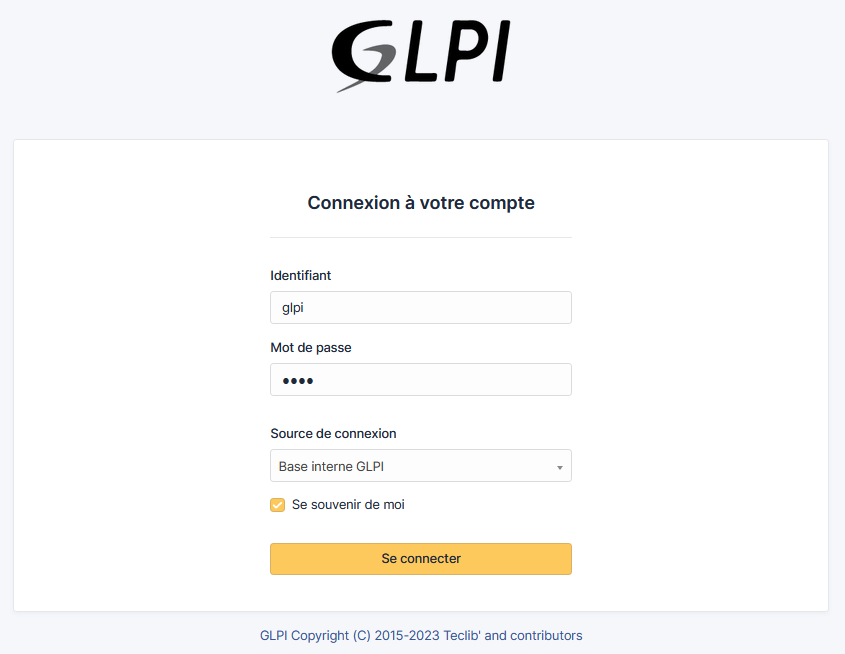 GLPI
Connexion à votre compte
Identifiant
glpi
Mot de passe
••••
Source de connexion
Base interne GLPI
Se souvenir de moi
Se connecter
GLPI Copyright (C) 2015-2023 Teclib' and contributors